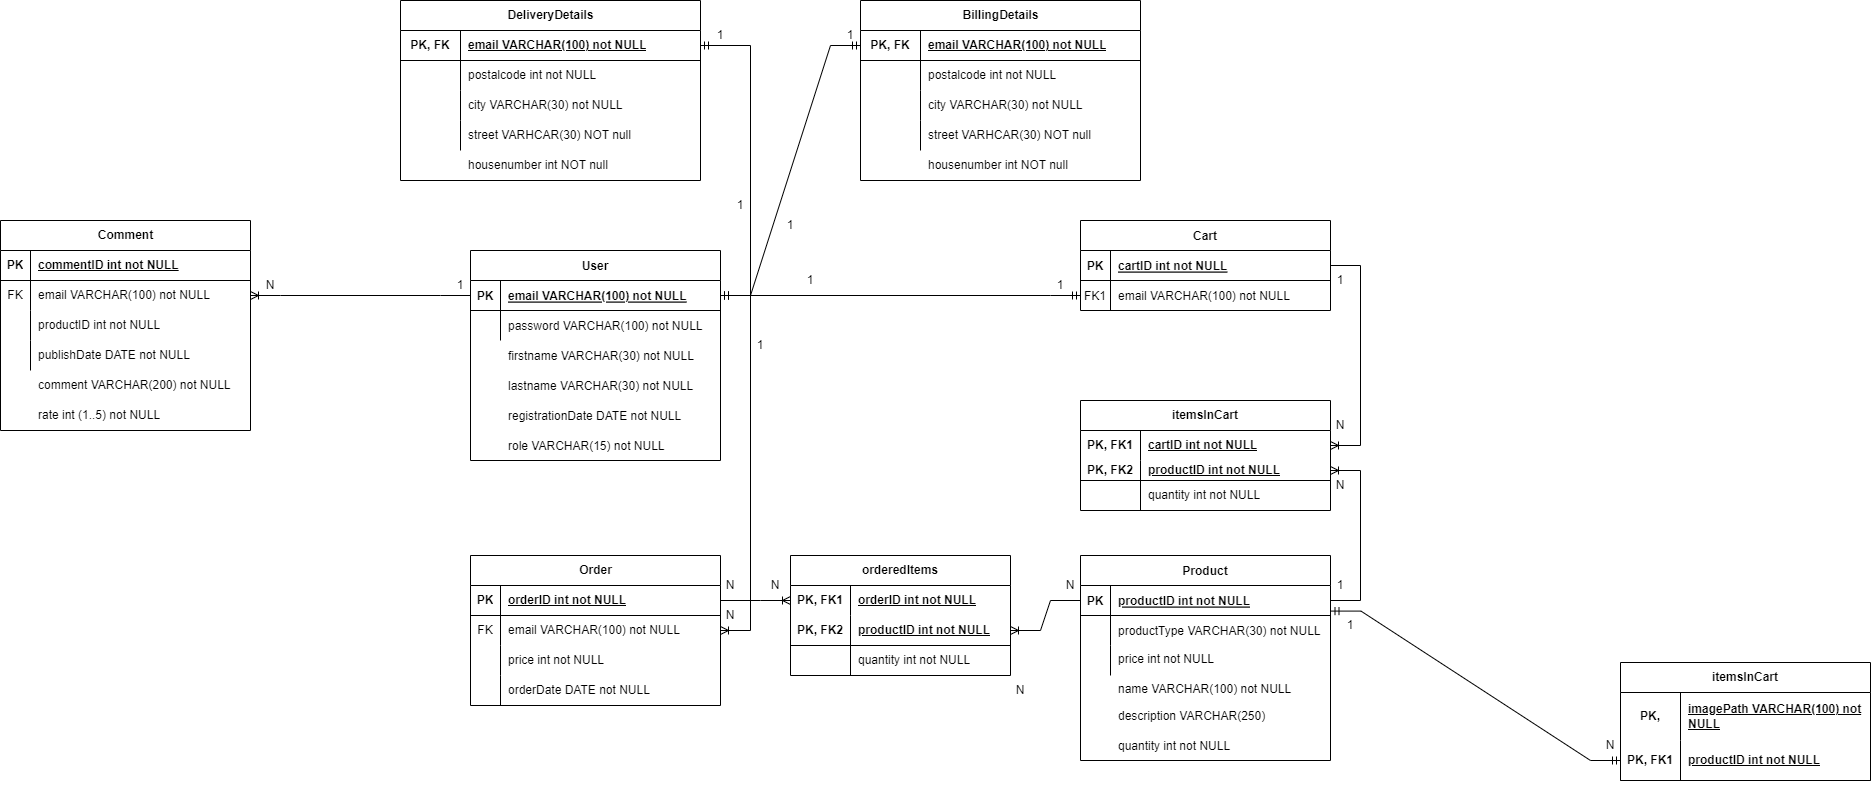 DeliveryDetails
PK, FK email VARCHAR(100) not NULL
postalcode int not NULL
city VARCHAR(30) not NULL
street VARHCAR(30) NOT null
housenumber int NOT null
1
1
BillingDetails
PK, FK email VARCHAR(100) not NULL
postalcode int not NULL
city VARCHAR(30) not NULL
street VARHCAR(30) NOT null
housenumber int NOT null
1
1
Comment
PK commentID int not NULL
FK email VARCHAR(100) not NULL
productID int not NULL
publishDate DATE not NULL
comment VARCHAR(200) not NULL
rate int (1..5) not NULL
N
1
User
PK email VARCHAR(100) not NULL
password VARCHAR(100) not NULL
firstname VARCHAR(30) not NULL
lastname VARCHAR(30) not NULL
registrationDate DATE not NULL
role VARCHAR(15) not NULL
1
1
1
Cart
PK cartID int not NULL
FK1 email VARCHAR(100) not NULL
1
N
itemsInCart
PK, FK1 cartID int not NULL
PK, FK2 productID int not NULL
quantity int not NULL
N
Order
PK orderID int not NULL
FK email VARCHAR(100) not NULL
price int not NULL
orderDate DATE not NULL
N
N
N
orderedItems
PK, FK1 orderID int not NULL
PK, FK2 productID int not NULL
quantity int not NULL
N
N
Product
PK productID int not NULL
productType VARCHAR(30) not NULL
price int not NULL
name VARCHAR(100) not NULL
description VARCHAR(250)
quantity int not NULL
1
1
N
itemsInCart
PK, imagePath VARCHAR(100) not
NULL
PK, FK1 productID int not NULL